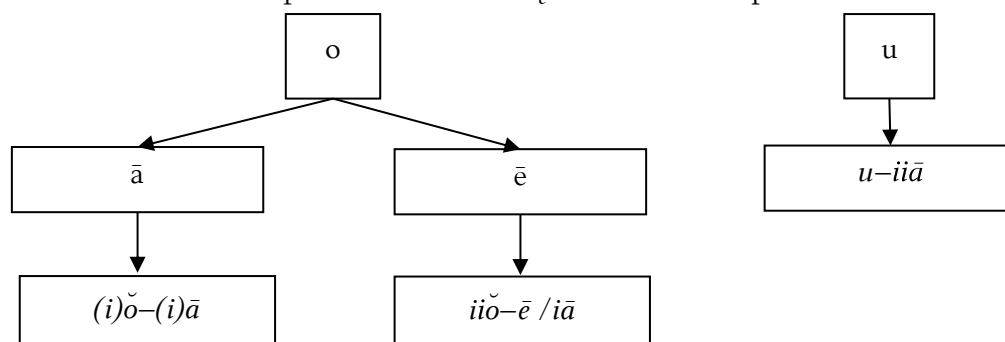 o
u
ā
ē
u–iiā
(i)ŏ–(i)ā
iiŏ–ē /iā